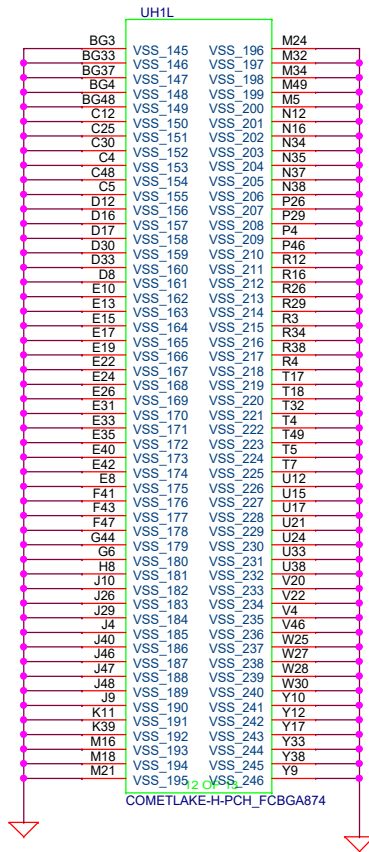 UH1L
BG3 VSS_145 VSS_196 M24
BG33 VSS_146 VSS_197 M32
BG37 VSS_147 VSS_198 M34
BG4 VSS_148 VSS_199 M49
BG48 VSS_149 VSS_200 M5
C12 VSS_150 VSS_201 N12
C25 VSS_151 VSS_202 N16
C30 VSS_152 VSS_203 N34
C4 VSS_153 VSS_204 N35
C48 VSS_154 VSS_205 N37
C5 VSS_155 VSS_206 N38
D12 VSS_156 VSS_207 P26
D16 VSS_157 VSS_208 P29
D17 VSS_158 VSS_209 P4
D30 VSS_159 VSS_210 P46
D33 VSS_160 VSS_211 R12
D8 VSS_161 VSS_212 R16
E10 VSS_162 VSS_213 R26
E13 VSS_163 VSS_214 R29
E15 VSS_164 VSS_215 R3
E17 VSS_165 VSS_216 R34
E19 VSS_166 VSS_217 R38
E22 VSS_167 VSS_218 R4
E24 VSS_168 VSS_219 T17
E26 VSS_169 VSS_220 T18
E31 VSS_170 VSS_221 T32
E33 VSS_171 VSS_222 T4
E35 VSS_172 VSS_223 T49
E40 VSS_173 VSS_224 T5
E42 VSS_174 VSS_225 T7
E8 VSS_175 VSS_226 U12
F41 VSS_176 VSS_227 U15
F43 VSS_177 VSS_228 U17
F47 VSS_178 VSS_229 U21
G44 VSS_179 VSS_230 U24
G6 VSS_180 VSS_231 U33
H8 VSS_181 VSS_232 U38
J10 VSS_182 VSS_233 V20
J26 VSS_183 VSS_234 V22
J29 VSS_184 VSS_235 V4
J4 VSS_185 VSS_236 V46
J40 VSS_186 VSS_237 W25
J46 VSS_187 VSS_238 W27
J47 VSS_188 VSS_239 W28
J48 VSS_189 VSS_240 W30
J9 VSS_190 VSS_241 Y10
K11 VSS_191 VSS_242 Y12
K39 VSS_192 VSS_243 Y17
M16 VSS_193 VSS_244 Y33
M18 VSS_194 VSS_245 Y38
M21 VSS_195 VSS_246 Y9
12 OF
COMETLAKE-H-PCH_FCBGA874